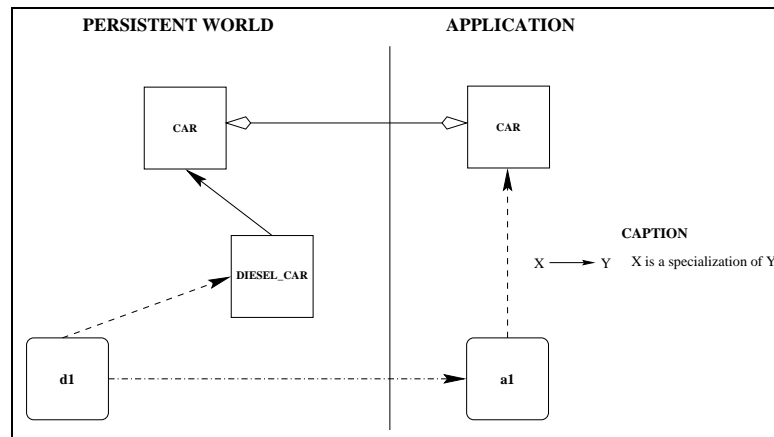 PERSISTENT WORLD
APPLICATION
CAR
CAR
CAPTION
X Y X is a specialization of Y
DIESEL_CAR
d1
a1